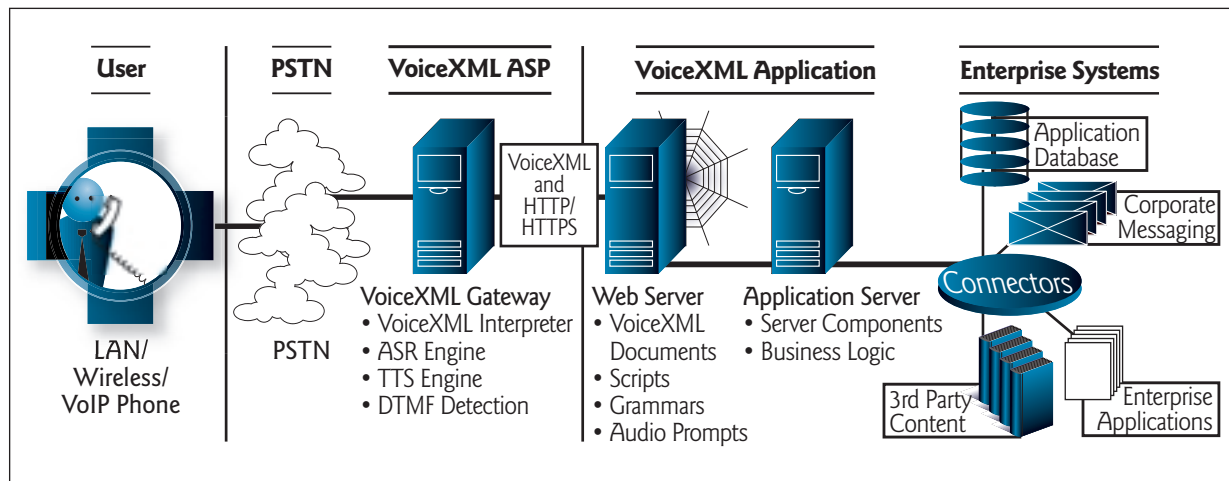 User
PSTN
VoiceXML ASP
VoiceXML Application
Enterprise Systems
LAN/
Wireless/
VoIP Phone
PSTN
VoiceXML Gateway
• VoiceXML Interpreter
• ASR Engine
• TTS Engine
• DTMF Detection
VoiceXML
and
HTTP/
HTTPS
Web Server
• VoiceXML
Documents
• Scripts
• Grammars
• Audio Prompts
Application Server
• Server Components
• Business Logic
Application
Database
Corporate
Messaging
Connectors
3rd Party
Content
Enterprise
Applications